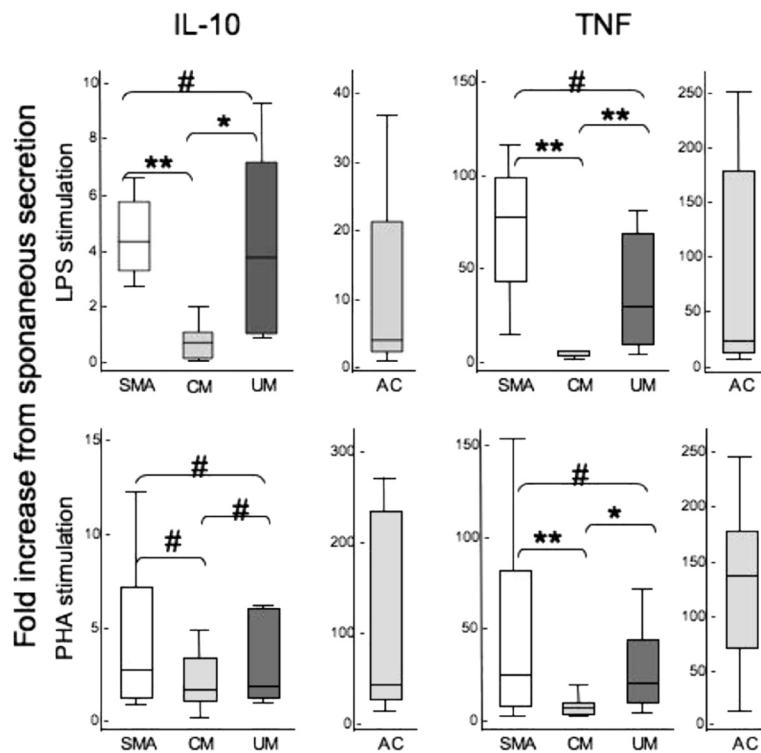 IL-10
TNF
Fold increase from sponaneous secretion
LPS stimulation
10
8
6
4
2
0
#
*
**
SMA
CM
UM
40
30
20
10
0
AC
150
100
50
0
#
**
**
SMA
CM
UM
250
200
150
100
50
0
AC
PHA stimulation
15
10
5
0
#
#
#
SMA
CM
UM
300
200
100
0
AC
150
100
50
0
#
*
**
SMA
CM
UM
250
200
150
100
50
0
AC